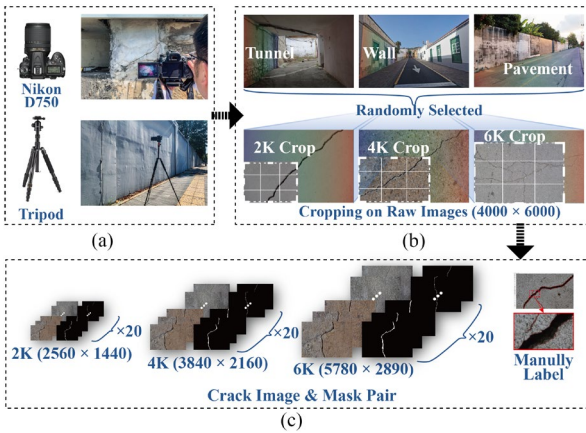 Nikon
D750
Tripod
(a)
Tunnel
Wall
Pavement
Randomly Selected
2K Crop
4K Crop
6K Crop
Cropping on Raw Images (4000 × 6000)
(b)
×20
×20
×20
2K (2560 × 1440)
4K (3840 × 2160)
6K (5780 × 2890)
Manully
Label
Crack Image & Mask Pair
(c)